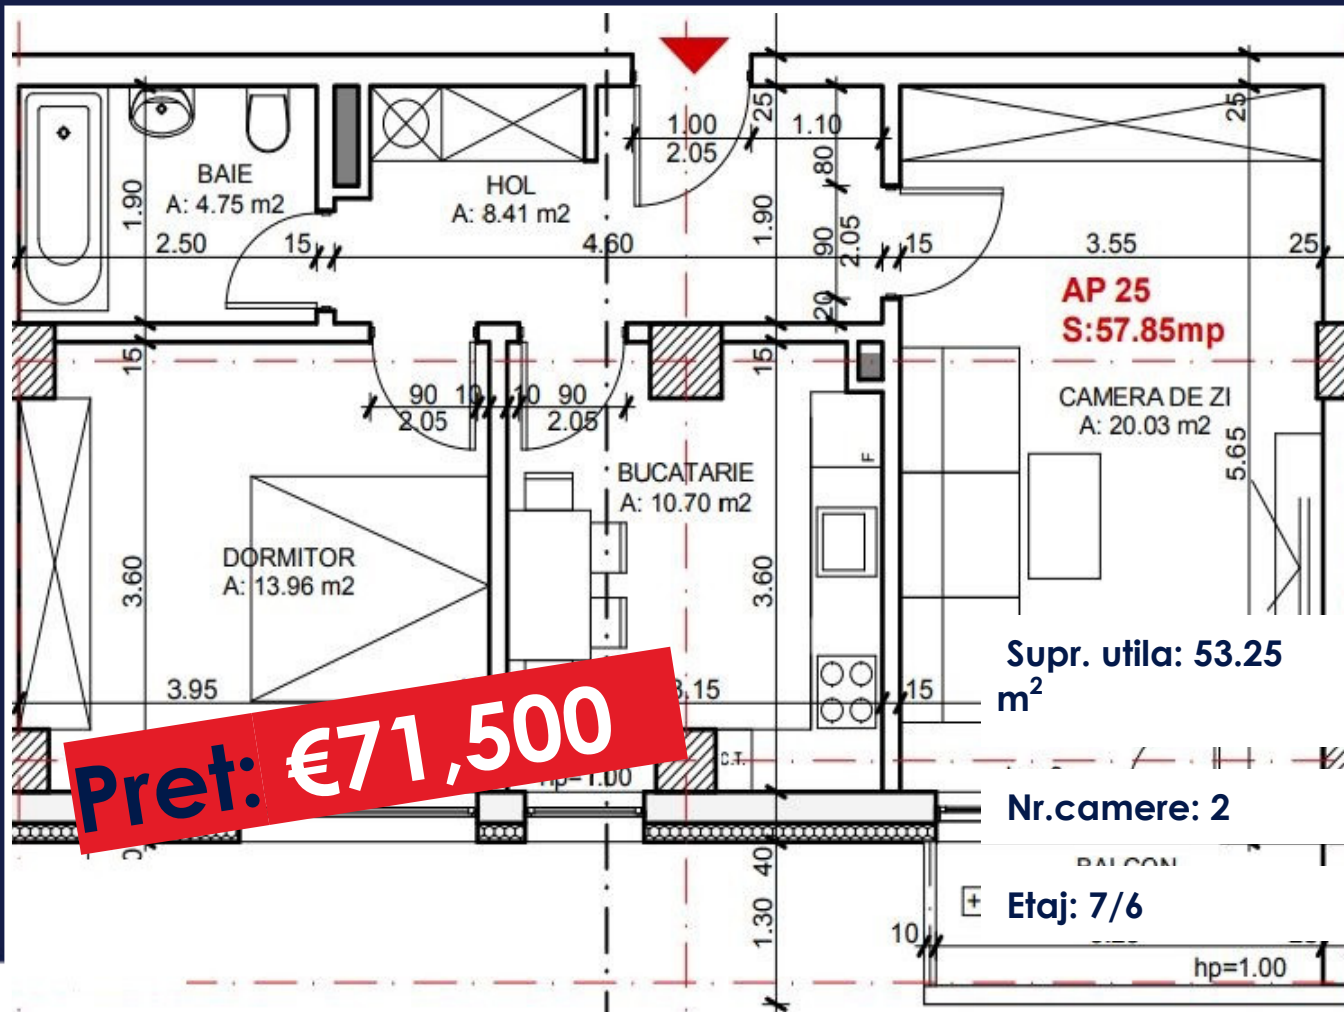 25
1.00
2.05
1.10
25
80
BAIE
A: 4.75 m2
HOL
A: 8.41 m2
1.90
1.90
2.50
15
4.60
90
2.05
15
3.55
25
20
AP 25
S:57.85mp
15
15
90
10
2.05
10
90
2.05
CAMERA DE ZI
A: 20.03 m2
5.65
F
BUCATARIE
A: 10.70 m2
DORMITOR
A: 13.96 m2
3.60
3.60
3.95
3.15
15
Supr. utila: 53.25
m²
Pret: €71,500
C.T.
hp=1.00
Nr.camere: 2
40
BALCON
Etaj: 7/6
1.30
10
hp=1.00